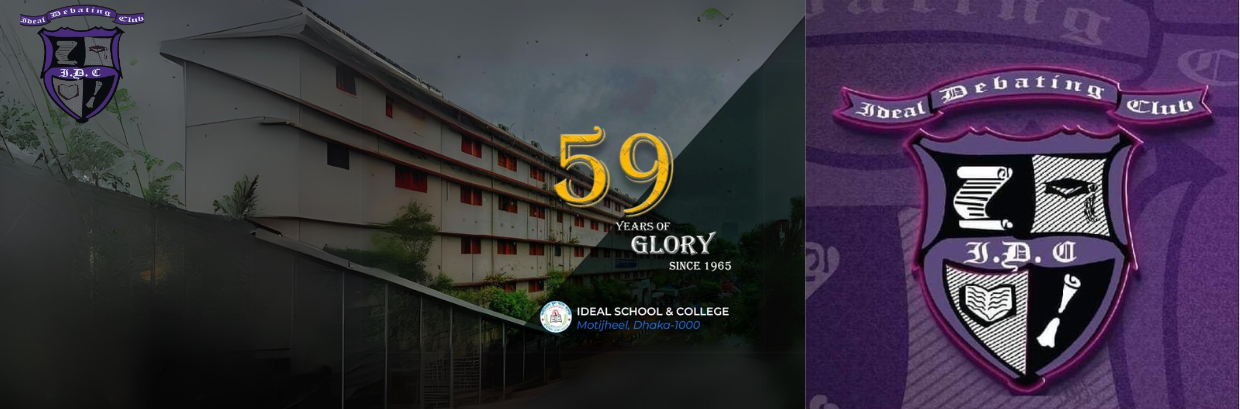 Ideal Debating Club
I.D.C
59
YEARS OF
GLORY
SINCE 1965
IDEAL SCHOOL & COLLEGE
Motijheel, Dhaka-1000
Ideal Debating Club
I.D. C